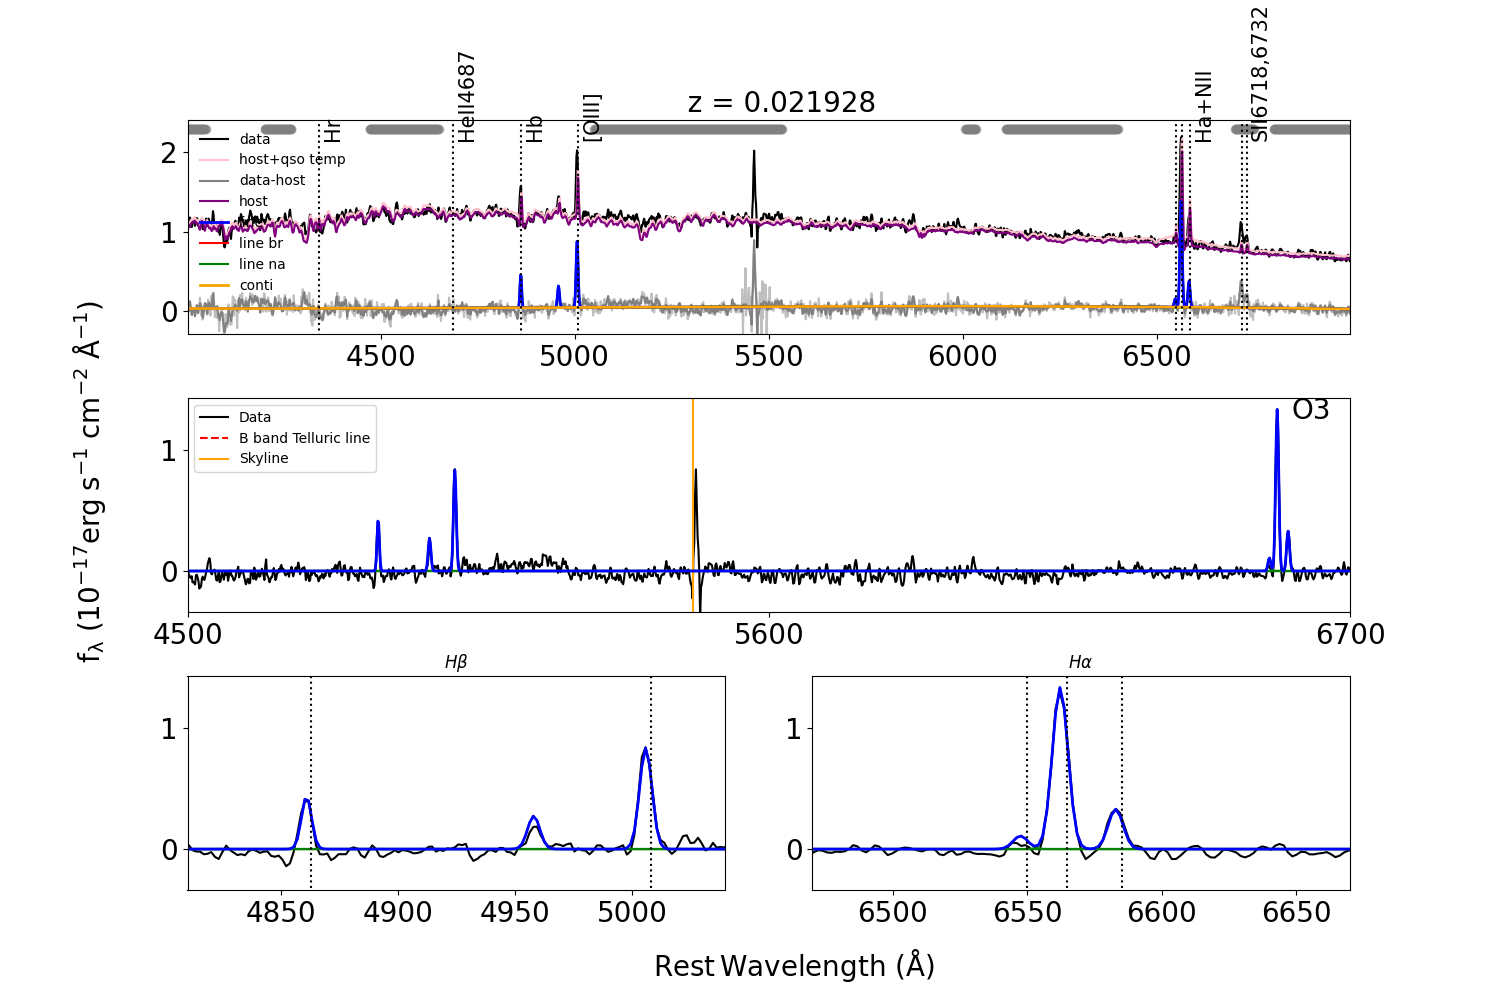 z = 0.021928
Hr
HeII4687
Hb
[OIII]
Ha+NII
SII6718,6732
data
host+qso temp
data-host
host
line
line br
line na
conti
2
1
0
4500 5000 5500 6000 6500
Data
B band Telluric line
Skyline
O3
1
0
4500 5600 6700
fλ (10⁻¹⁷erg s⁻¹ cm⁻² Å⁻¹)
Hβ
1
0
4850 4900 4950 5000
Hα
1
0
6500 6550 6600 6650
Rest Wavelength (Å)